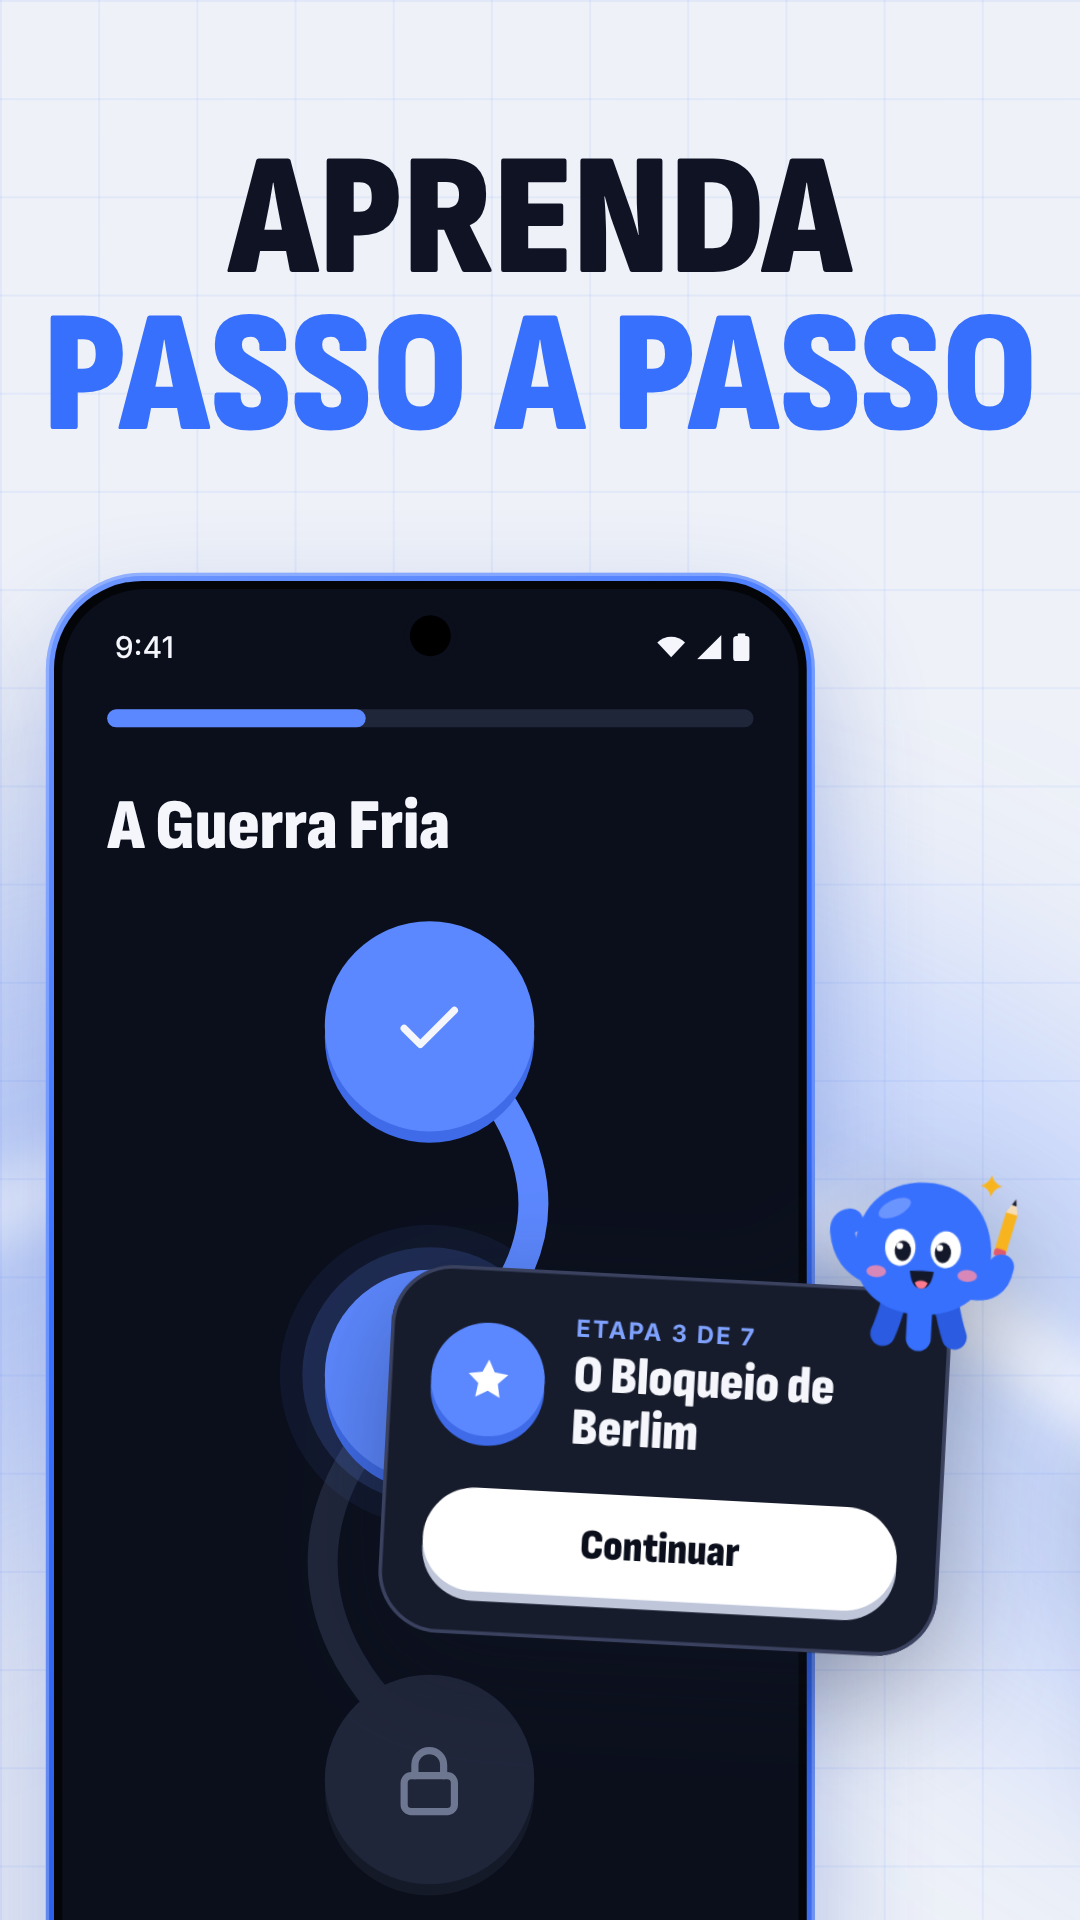 APRENDA
PASSO A PASSO
9:41
A Guerra Fria
ETAPA 3 DE 7
O Bloqueio de
Berlim
Continuar